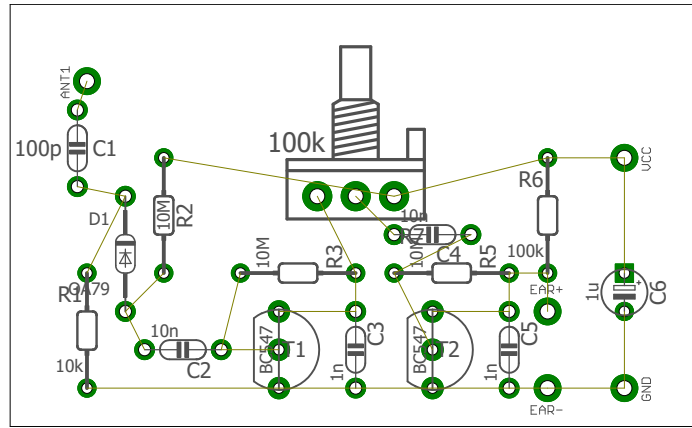 ANT1
100p
C1
100k
VCC
R6
D1
10M
R2
10n
R7
C4
10M
R3
10M
R5
100k
OA79
R1
EAR+
1u
C6
10n
C2
10k
BC547
T1
C3
1n
BC547
T2
C5
1n
EAR-
GND